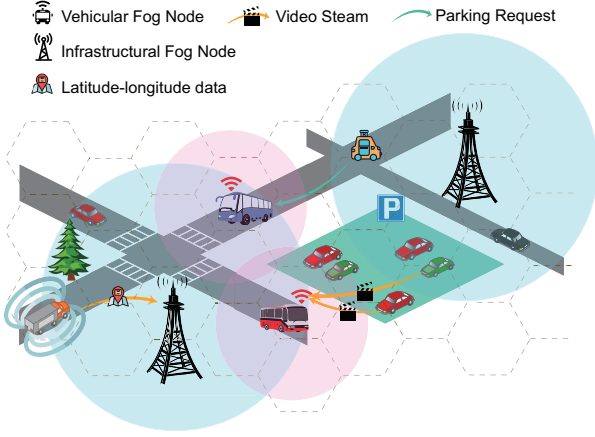 Vehicular Fog Node
Video Steam
Parking Request
Infrastructural Fog Node
Latitude-longitude data
P